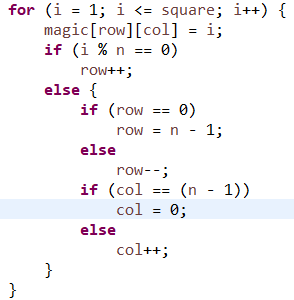 for (i = 1; i <= square; i++) {
    magic[row][col] = i;
    if (i % n == 0)
        row++;
    else {
        if (row == 0)
            row = n - 1;
        else
            row--;
        if (col == (n - 1))
            col = 0;
        else
            col++;
    }
}